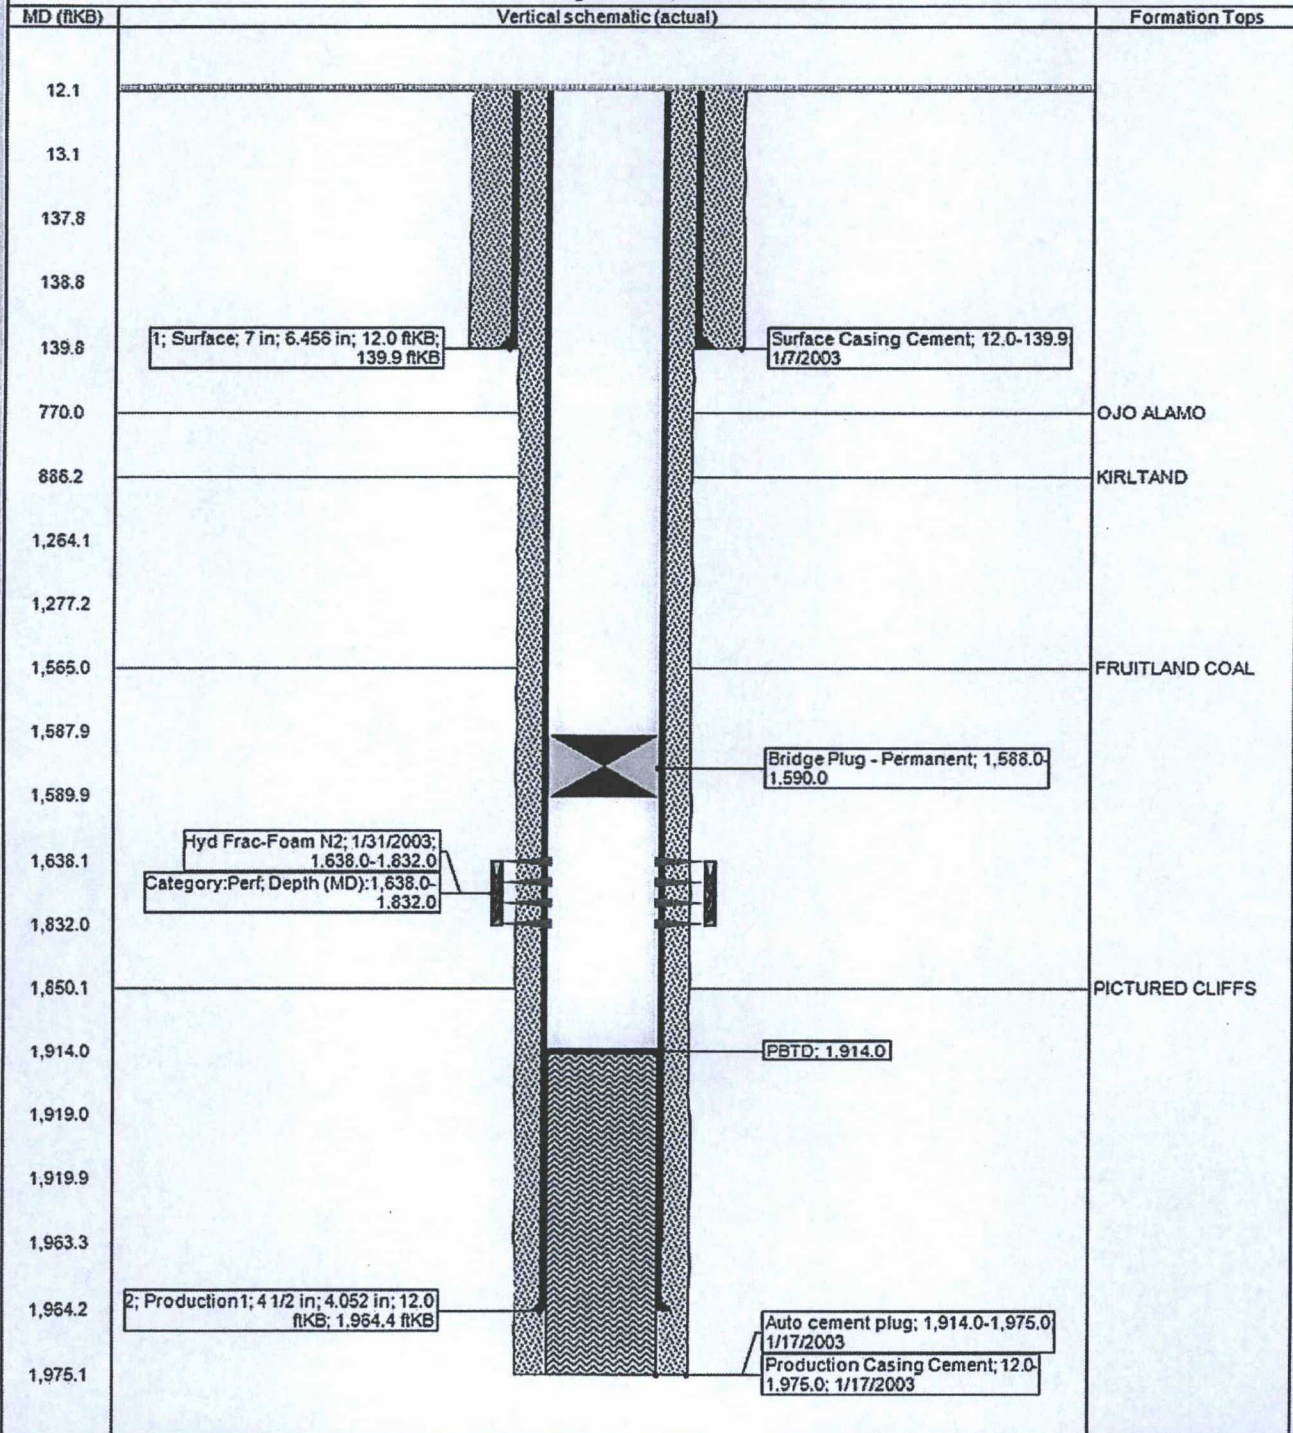 MD (ftKB)
Vertical schematic (actual)
Formation Tops
12.1
13.1
137.8
138.8
1; Surface; 7 in; 6.456 in; 12.0 ftKB;
139.9 ftKB
Surface Casing Cement; 12.0-139.9;
1/7/2003
139.8
770.0
OJO ALAMO
886.2
KIRLTAND
1,264.1
1,277.2
1,565.0
FRUITLAND COAL
1,587.9
Bridge Plug - Permanent; 1,588.0-
1,590.0
1,589.9
Hyd Frac-Foam N2; 1/31/2003;
1,638.0-1,832.0
1,638.1
Category:Perf; Depth (MD):1,638.0-
1,832.0
1,832.0
1,850.1
PICTURED CLIFFS
1,914.0
PBTD; 1,914.0
1,919.0
1,919.9
1,963.3
2; Production1; 4 1/2 in; 4.052 in; 12.0
ftKB; 1,964.4 ftKB
1,964.2
Auto cement plug; 1,914.0-1,975.0;
1/17/2003
Production Casing Cement; 12.0-
1,975.0; 1/17/2003
1,975.1